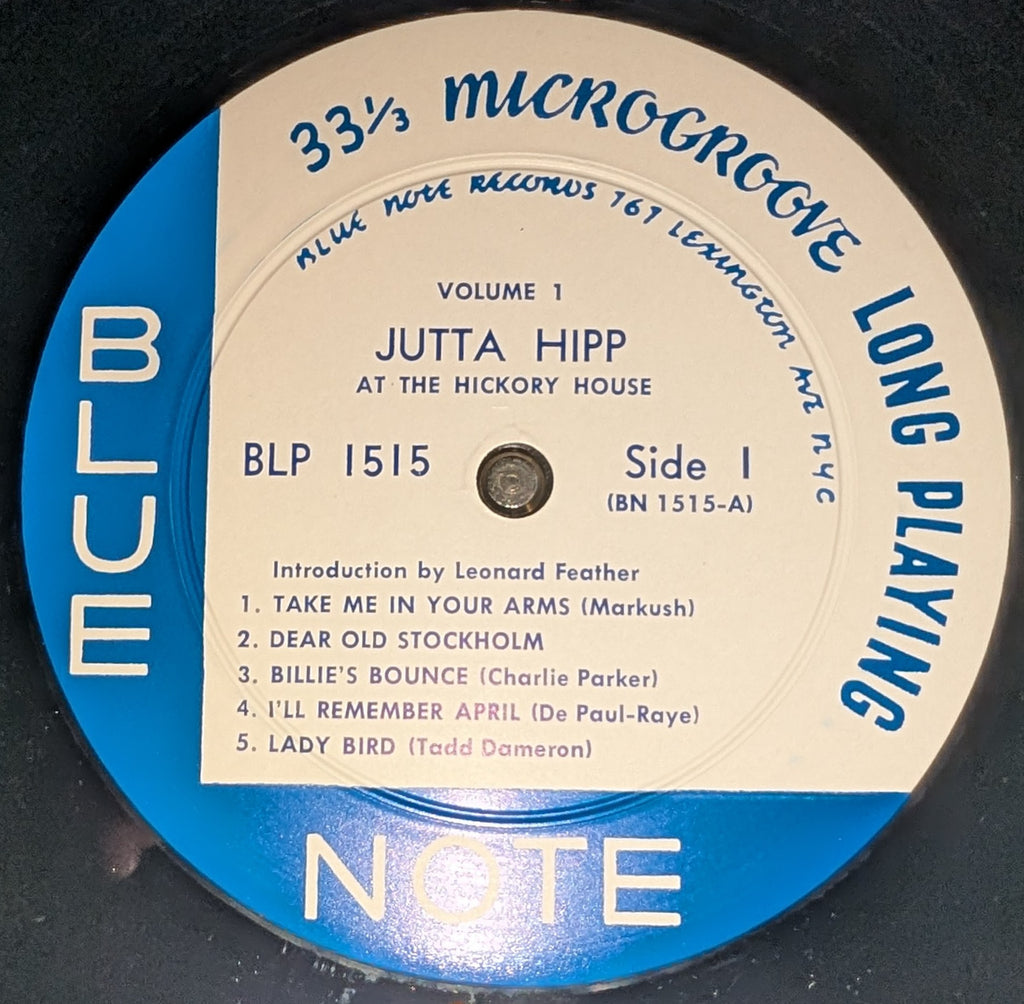 33⅓ MICROGROOVE LONG PLAYING
BLUE NOTE RECORDS 767 LEXINGTON AVE NYC
VOLUME 1
JUTTA HIPP
AT THE HICKORY HOUSE
BLP 1515
Side 1
(BN 1515-A)
Introduction by Leonard Feather
1. TAKE ME IN YOUR ARMS (Markush)
2. DEAR OLD STOCKHOLM
3. BILLIE'S BOUNCE (Charlie Parker)
4. I'LL REMEMBER APRIL (De Paul-Raye)
5. LADY BIRD (Tadd Dameron)
BLUE
NOTE